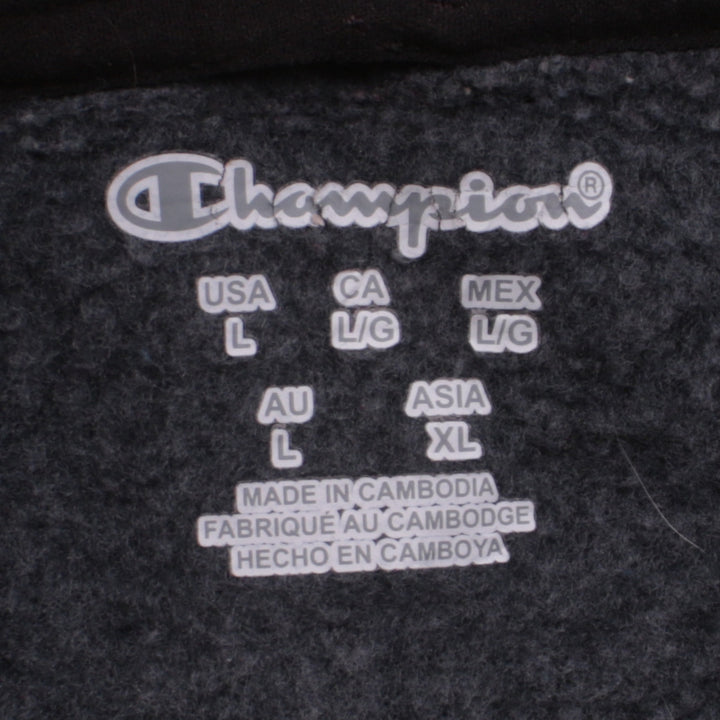 Champion®
USA CA MEX
L L/G L/G
AU ASIA
L XL
MADE IN CAMBODIA
FABRIQUÉ AU CAMBODGE
HECHO EN CAMBOYA